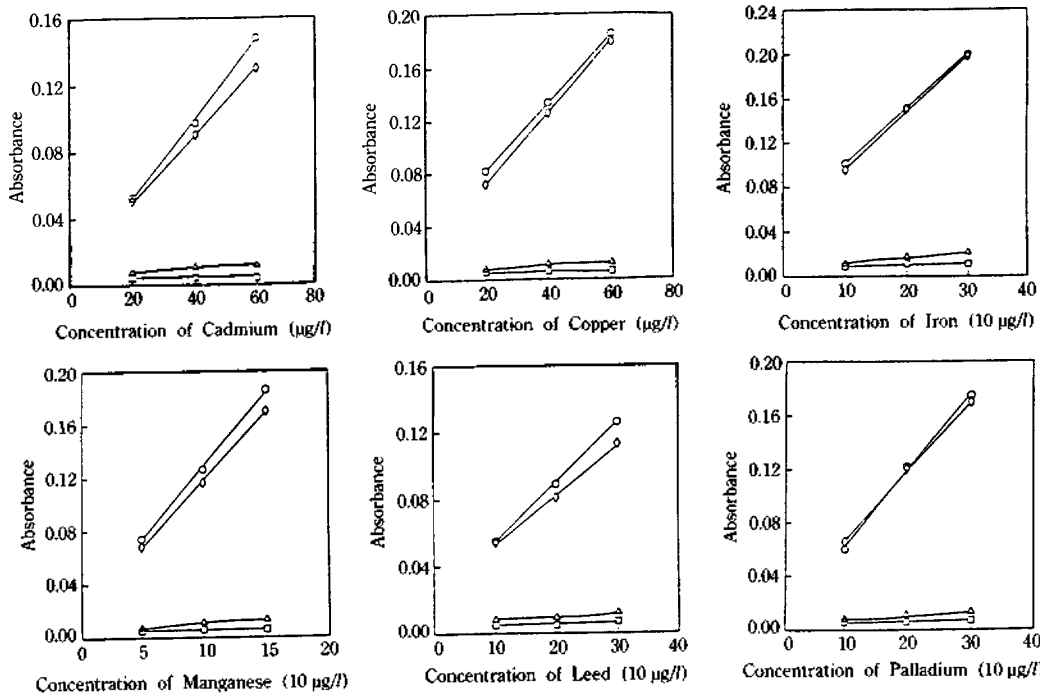 0.16
0.12
0.08
0.04
0.00
Absorbance
0 20 40 60 80
Concentration of Cadmium (μg/l)
0.20
0.16
0.12
0.08
0.04
0.00
Absorbance
0 20 40 60 80
Concentration of Copper (μg/l)
0.24
0.20
0.16
0.12
0.08
0.04
0.00
Absorbance
0 10 20 30 40
Concentration of Iron (10 μg/l)
0.20
0.16
0.12
0.08
0.04
0.00
Absorbance
0 5 10 15 20
Concentration of Manganese (10 μg/l)
0.16
0.12
0.08
0.04
0.00
Absorbance
0 10 20 30 40
Concentration of Leed (10 μg/l)
0.20
0.16
0.12
0.08
0.04
0.00
Absorbance
0 10 20 30 40
Concentration of Palladium (10 μg/l)